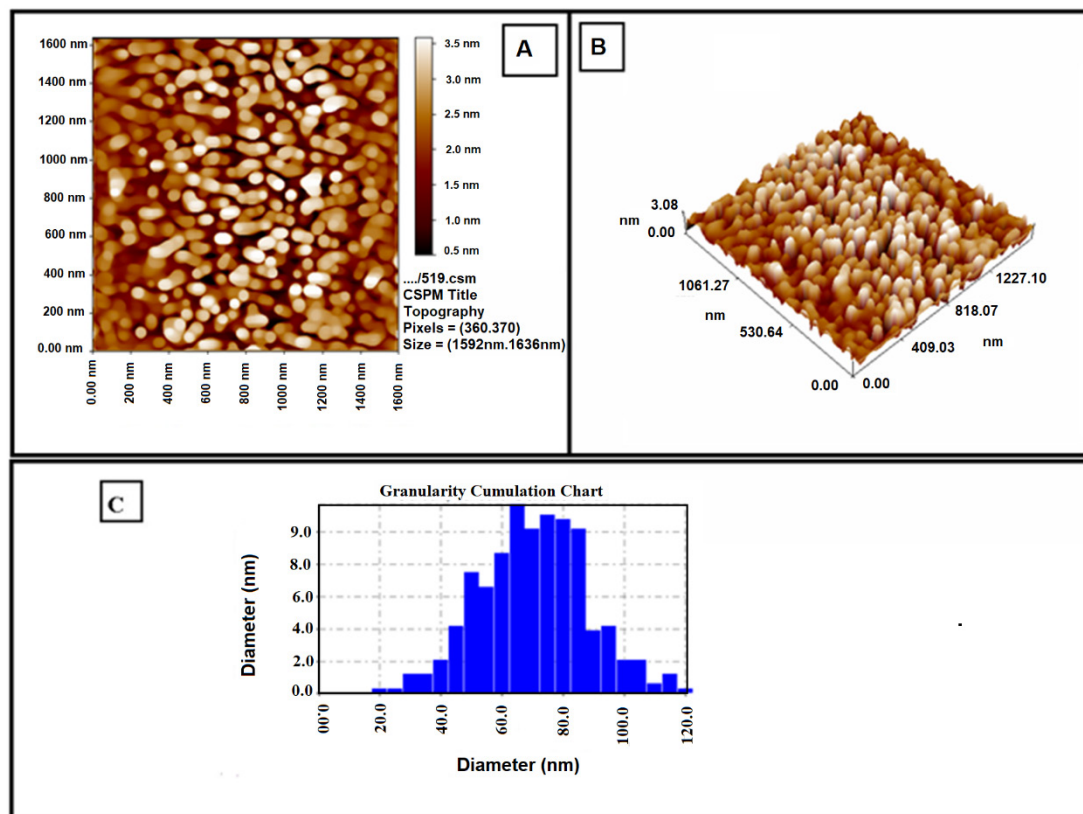 A
1600 nm
1400 nm
1200 nm
1000 nm
800 nm
600 nm
400 nm
200 nm
0.00 nm
0.00 nm
200 nm
400 nm
600 nm
800 nm
1000 nm
1200 nm
1400 nm
1600 nm
3.5 nm
3.0 nm
2.5 nm
2.0 nm
1.5 nm
1.0 nm
0.5 nm
..../519.csm
CSPM Title
Topography
Pixels = (360.370)
Size = (1592nm.1636nm)
B
3.08
nm
0.00
1061.27
nm
530.64
0.00
0.00
409.03
nm
818.07
1227.10
C
Granularity Cumulation Chart
Diameter (nm)
9.0
8.0
6.0
4.0
2.0
0.0
0.00
20.0
40.0
60.0
80.0
100.0
120.0
Diameter (nm)